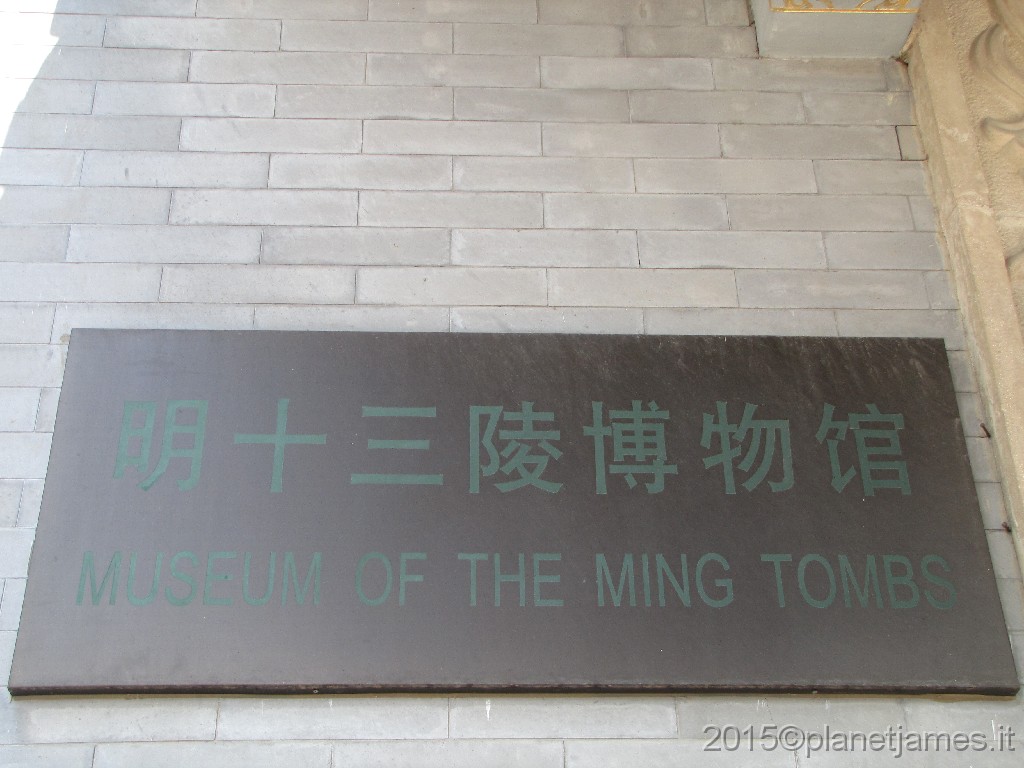 明十三陵博物馆
MUSEUM OF THE MING TOMBS
2015©planetjames.it